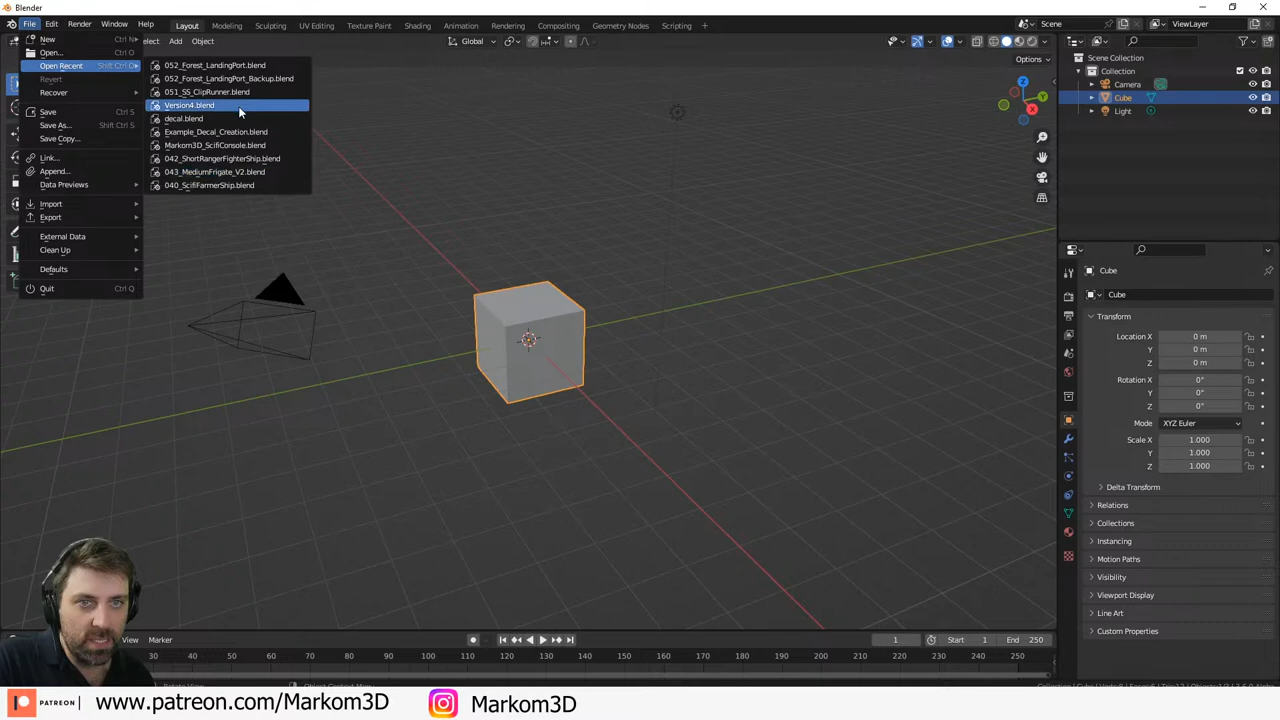 Blender
File Edit Render Window Help Layout Modeling Sculpting UV Editing Texture Paint Shading Animation Rendering Compositing Geometry Nodes Scripting + Scene ViewLayer
New Ctrl N
Open... Ctrl O
Open Recent Shift Ctrl O
Revert
Recover
Save Ctrl S
Save As... Shift Ctrl S
Save Copy...
Link...
Append...
Data Previews
Import
Export
External Data
Clean Up
Defaults
Quit Ctrl Q
052_Forest_LandingPort.blend
052_Forest_LandingPort_Backup.blend
051_SS_ClipRunner.blend
Version4.blend
decal.blend
Example_Decal_Creation.blend
Markom3D_ScifiConsole.blend
042_ShortRangerFighterShip.blend
043_MediumFrigate_V2.blend
040_ScifiFarmerShip.blend
Add Object Global Options
Z
Y
X
Scene Collection
Collection
Camera
Cube
Light
Cube
Cube
Transform
Location X 0 m
Y 0 m
Z 0 m
Rotation X 0°
Y 0°
Z 0°
Mode XYZ Euler
Scale X 1.000
Y 1.000
Z 1.000
Delta Transform
Relations
Collections
Instancing
Motion Paths
Visibility
Viewport Display
Line Art
Custom Properties
View Marker 1 Start 1 End 250
30 40 50 60 70 80 90 100 110 120 130 140 150 160 170 180 190 200 210 220 230 240 250
PATREON www.patreon.com/Markom3D Markom3D